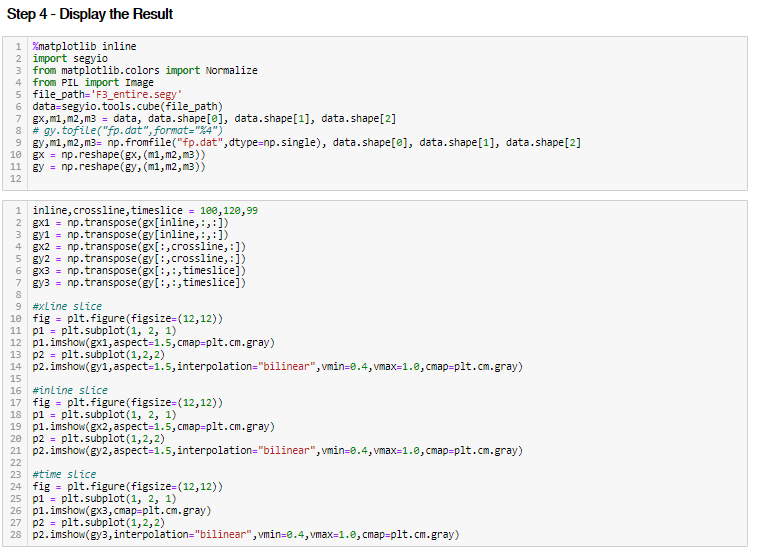 Step 4 - Display the Result
1 %matplotlib inline
2 import segyio
3 from matplotlib.colors import Normalize
4 from PIL import Image
5 file_path='F3_entire.segy'
6 data=segyio.tools.cube(file_path)
7 gx,m1,m2,m3 = data, data.shape[0], data.shape[1], data.shape[2]
8 # gy.tofile("fp.dat",format="%4")
9 gy,m1,m2,m3= np.fromfile("fp.dat",dtype=np.single), data.shape[0], data.shape[1], data.shape[2]
10 gx = np.reshape(gx,(m1,m2,m3))
11 gy = np.reshape(gy,(m1,m2,m3))
12
1 inline,crossline,timeslice = 100,120,99
2 gx1 = np.transpose(gx[inline,:,:])
3 gy1 = np.transpose(gy[inline,:,:])
4 gx2 = np.transpose(gx[:,crossline,:])
5 gy2 = np.transpose(gy[:,crossline,:])
6 gx3 = np.transpose(gx[:,:,timeslice])
7 gy3 = np.transpose(gy[:,:,timeslice])
8
9 #xline slice
10 fig = plt.figure(figsize=(12,12))
11 p1 = plt.subplot(1, 2, 1)
12 p1.imshow(gx1,aspect=1.5,cmap=plt.cm.gray)
13 p2 = plt.subplot(1,2,2)
14 p2.imshow(gy1,aspect=1.5,interpolation="bilinear",vmin=0.4,vmax=1.0,cmap=plt.cm.gray)
15
16 #inline slice
17 fig = plt.figure(figsize=(12,12))
18 p1 = plt.subplot(1, 2, 1)
19 p1.imshow(gx2,aspect=1.5,cmap=plt.cm.gray)
20 p2 = plt.subplot(1,2,2)
21 p2.imshow(gy2,aspect=1.5,interpolation="bilinear",vmin=0.4,vmax=1.0,cmap=plt.cm.gray)
22
23 #time slice
24 fig = plt.figure(figsize=(12,12))
25 p1 = plt.subplot(1, 2, 1)
26 p1.imshow(gx3,cmap=plt.cm.gray)
27 p2 = plt.subplot(1,2,2)
28 p2.imshow(gy3,interpolation="bilinear",vmin=0.4,vmax=1.0,cmap=plt.cm.gray)